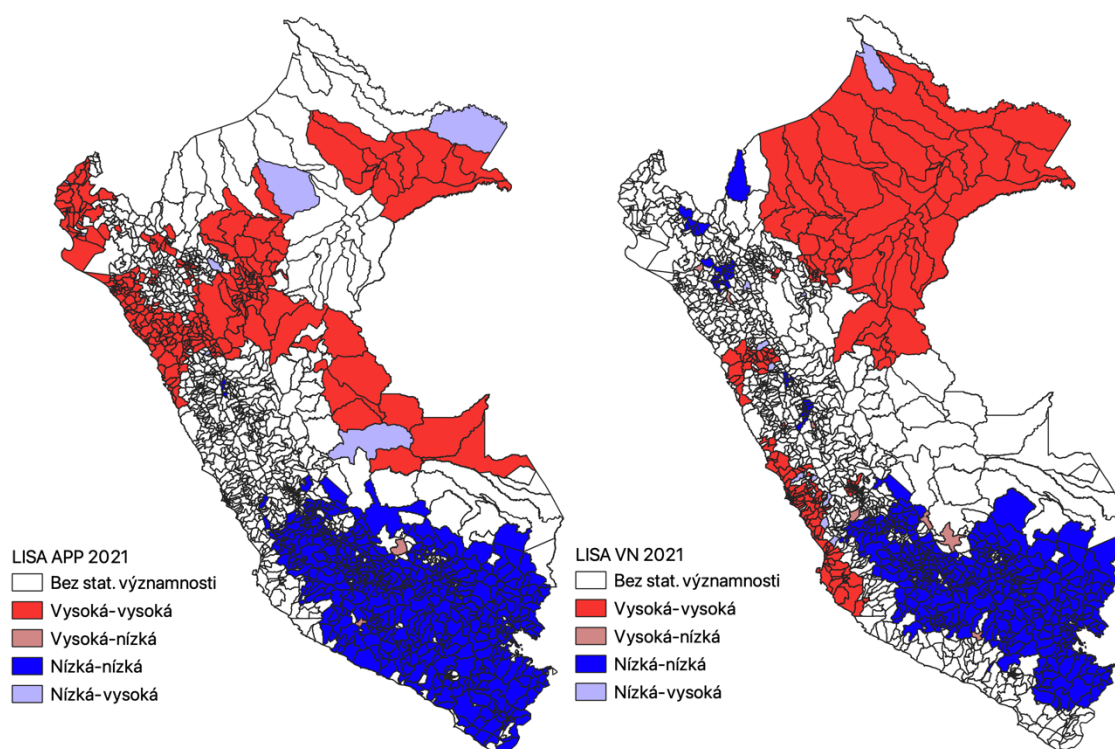 LISA APP 2021
Bez stat. významnosti
Vysoká-vysoká
Vysoká-nízká
Nízká-nízká
Nízká-vysoká
LISA VN 2021
Bez stat. významnosti
Vysoká-vysoká
Vysoká-nízká
Nízká-nízká
Nízká-vysoká